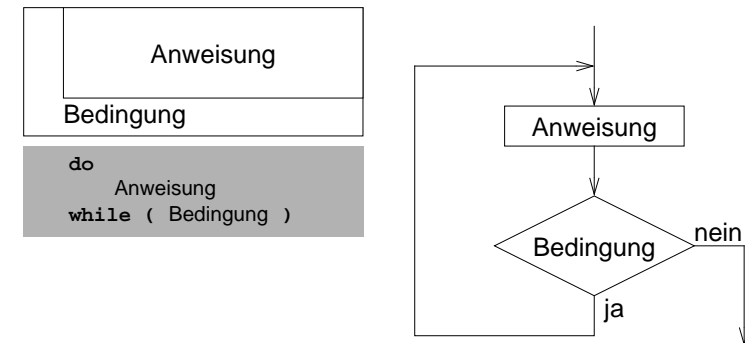 Anweisung
Bedingung
do
Anweisung
while ( Bedingung )
Anweisung
Bedingung
nein
ja